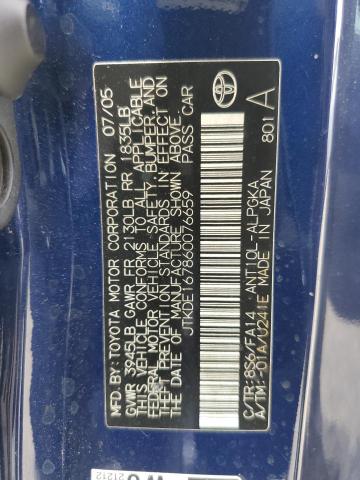 MFD.BY:TOYOTA MOTOR CORPORATION 07/05
GVWR 3945LB GAWR FR 2130LB RR 1835LB
THIS VEHICLE CONFORMS TO ALL APPLICABLE
FEDERAL MOTOR VEHICLE SAFETY, BUMPER, AND
THEFT PREVENTION STANDARDS IN EFFECT ON
THE DATE OF MANUFACTURE SHOWN ABOVE.
JTKDE167860076659 PASS CAR
C/TR:8S6/FA14 ANT10L-ALPGKA
A/TM:-01A/U241E MADE IN JAPAN
801 A
21212